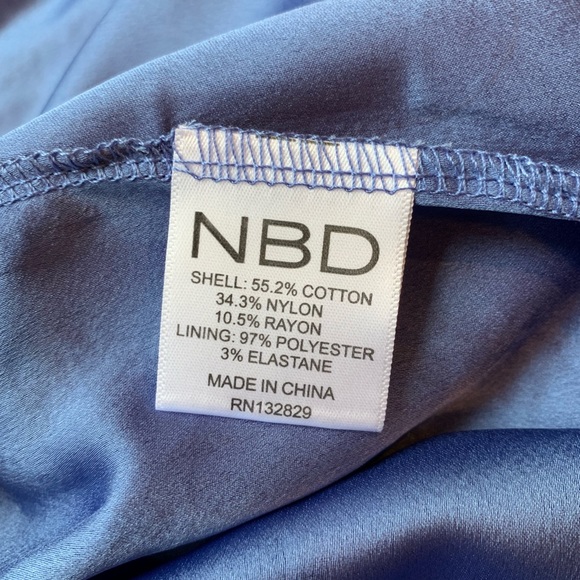 NBD
SHELL: 55.2% COTTON
34.3% NYLON
10.5% RAYON
LINING: 97% POLYESTER
3% ELASTANE
MADE IN CHINA
RN132829